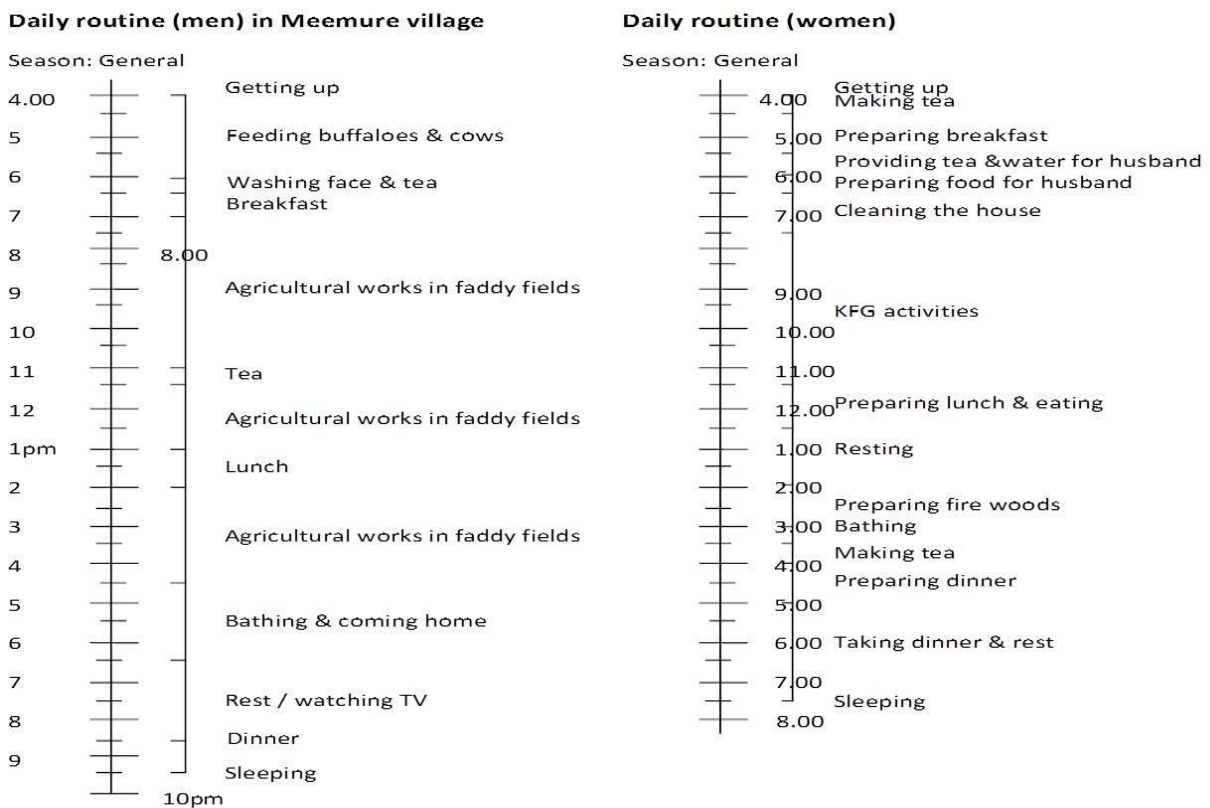 Daily routine (men) in Meemure village
Season: General
4.00 Getting up
5 Feeding buffaloes & cows
6 Washing face & tea
Breakfast
7
8 8.00
9 Agricultural works in faddy fields
10
11 Tea
12 Agricultural works in faddy fields
1pm Lunch
2
3 Agricultural works in faddy fields
4
5 Bathing & coming home
6
7 Rest / watching TV
8 Dinner
9 Sleeping
10pm
Daily routine (women)
Season: General
Getting up
4.00 Making tea
5.00 Preparing breakfast
Providing tea &water for husband
6.00 Preparing food for husband
7.00 Cleaning the house
9.00
KFG activities
10.00
11.00
12.00 Preparing lunch & eating
1.00 Resting
2.00
Preparing fire woods
3.00 Bathing
Making tea
4.00
Preparing dinner
5.00
6.00 Taking dinner & rest
7.00
Sleeping
8.00